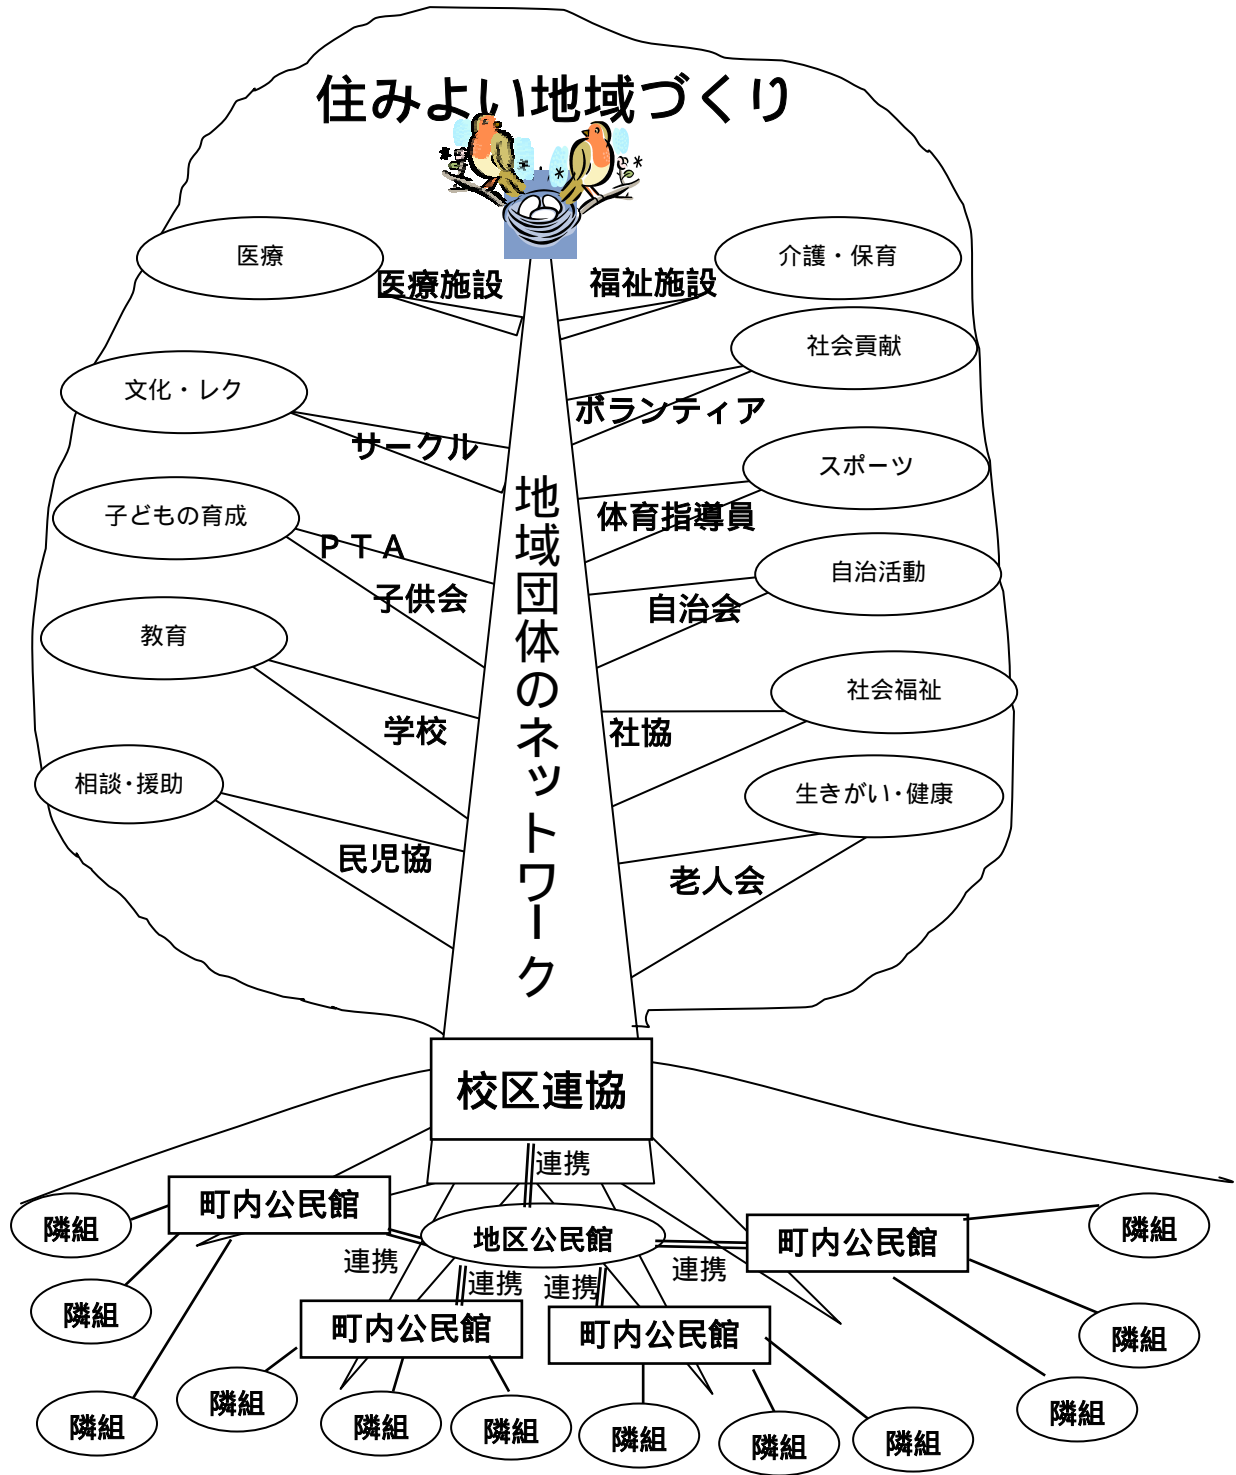 住みよい地域づくり
医療
介護・保育
医療施設
福祉施設
社会貢献
文化・レク
ボランティア
サークル
スポーツ
子どもの育成
体育指導員
ＰＴＡ
子供会
自治活動
自治会
教育
社会福祉
学校
社協
相談・援助
生きがい・健康
民児協
老人会
地域団体のネットワーク
校区連協
連携
町内公民館
地区公民館
町内公民館
連携
連携
連携
連携
町内公民館
町内公民館
隣組
隣組
隣組
隣組
隣組
隣組
隣組
隣組
隣組
隣組
隣組
隣組